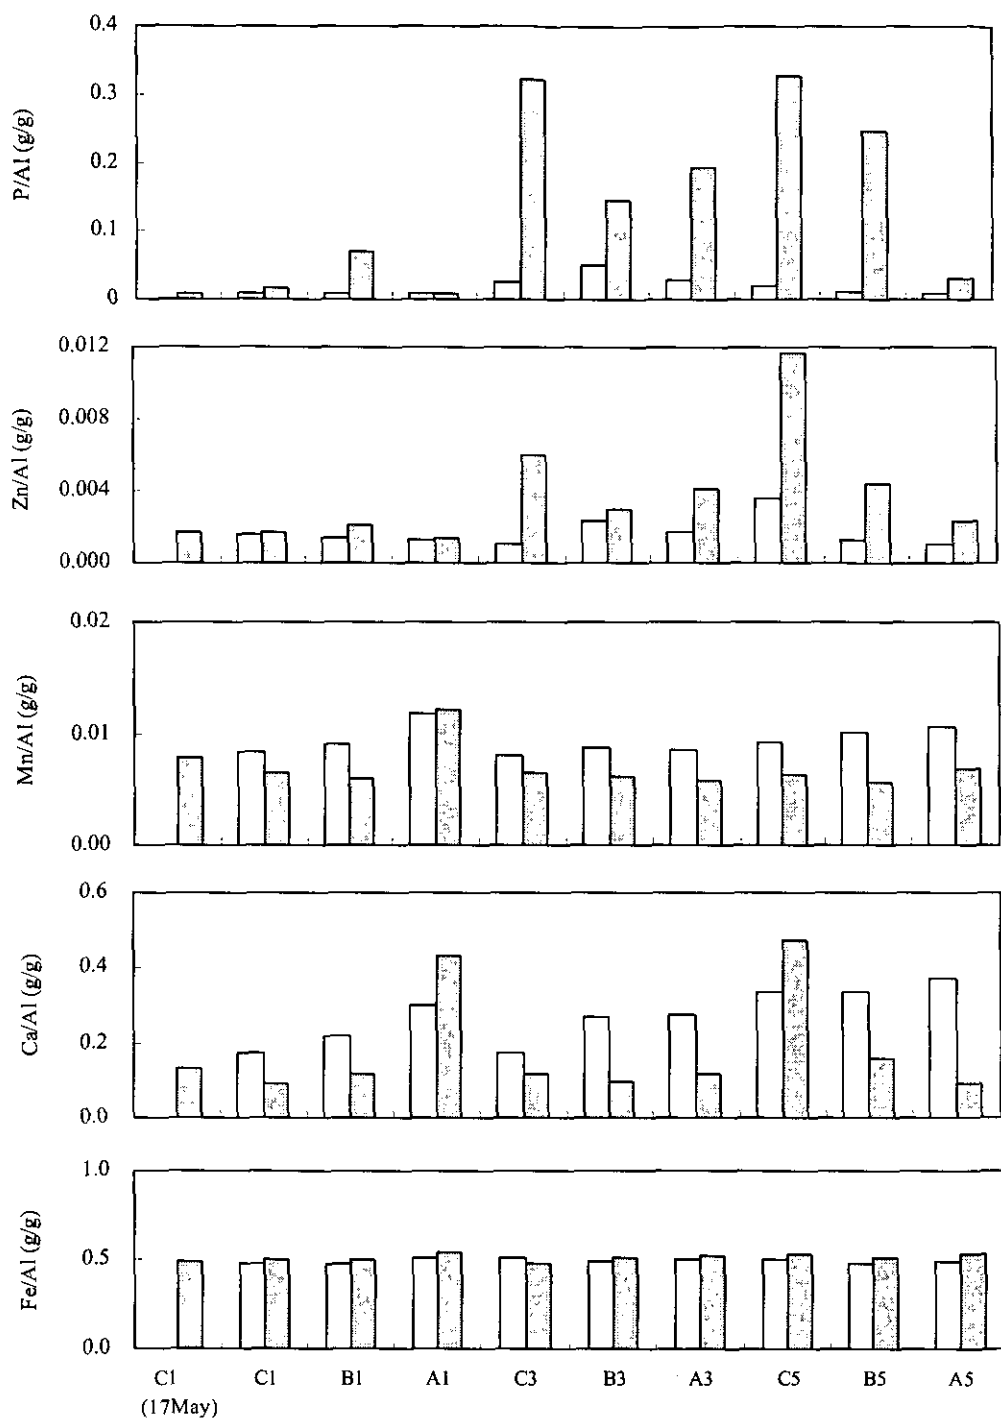 0.4
0.3
0.2
0.1
0
P/Al (g/g)
0.012
0.008
0.004
0.000
Zn/Al (g/g)
0.02
0.01
0.00
Mn/Al (g/g)
0.6
0.4
0.2
0.0
Ca/Al (g/g)
1.0
0.5
0.0
Fe/Al (g/g)
C1 C1 B1 A1 C3 B3 A3 C5 B5 A5
(17May)